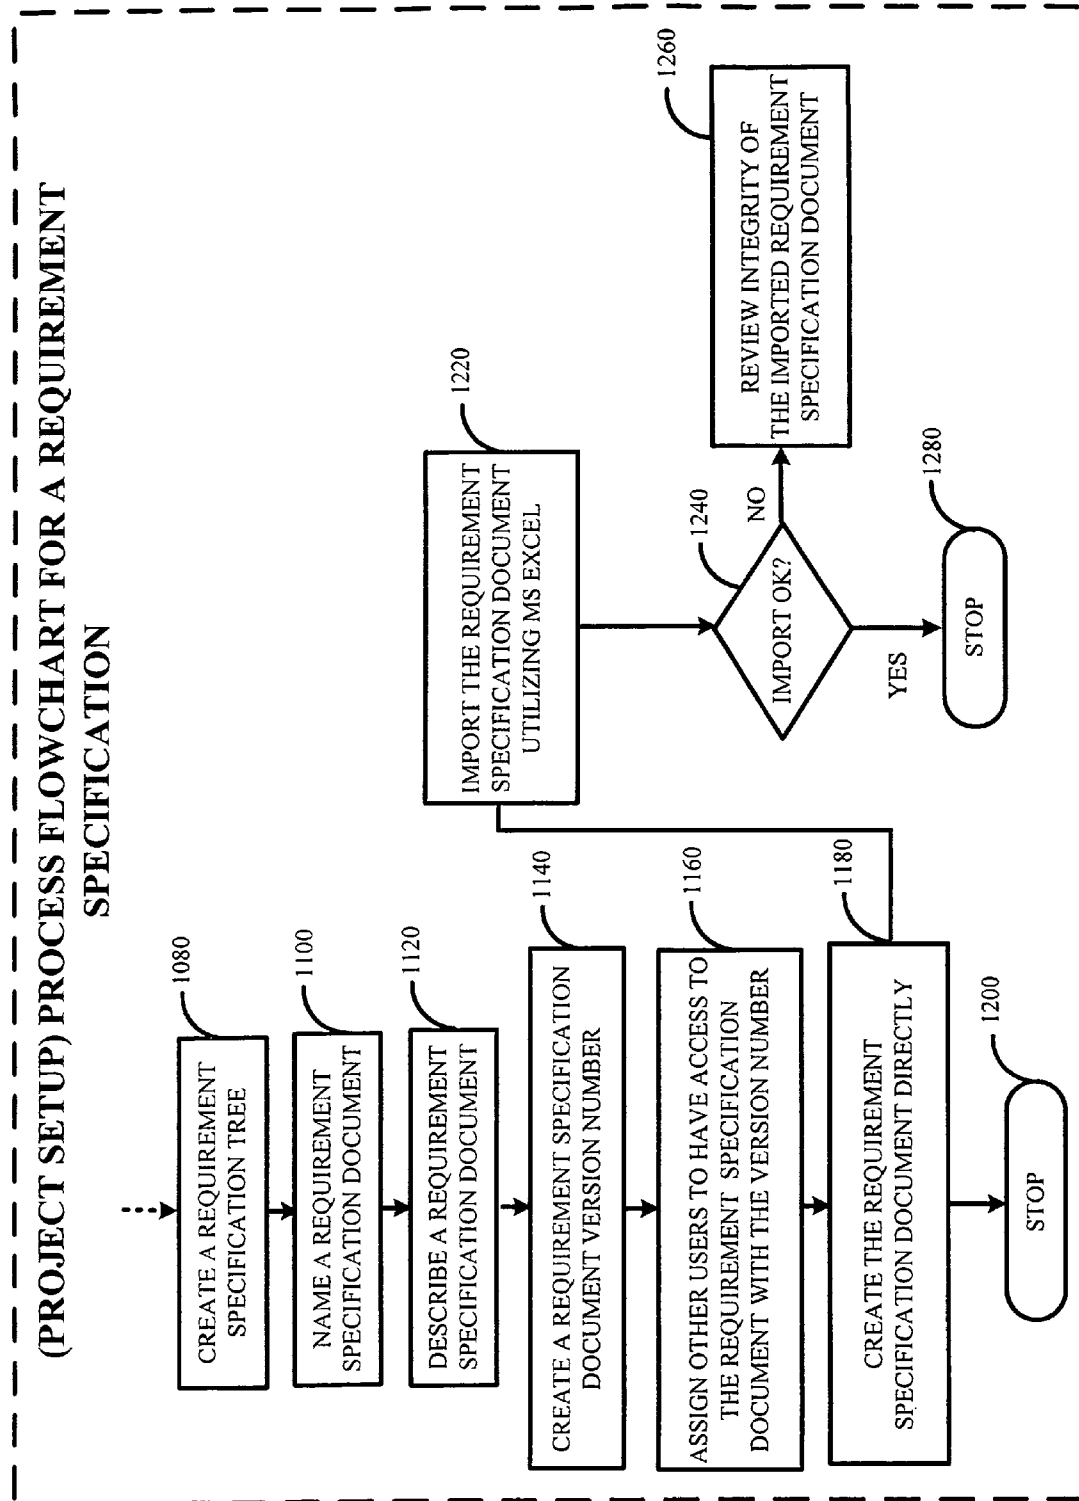 (PROJECT SETUP) PROCESS FLOWCHART FOR A REQUIREMENT
SPECIFICATION
1080
CREATE A REQUIREMENT
SPECIFICATION TREE
1100
NAME A REQUIREMENT
SPECIFICATION DOCUMENT
1120
DESCRIBE A REQUIREMENT
SPECIFICATION DOCUMENT
1140
CREATE A REQUIREMENT SPECIFICATION
DOCUMENT VERSION NUMBER
1160
ASSIGN OTHER USERS TO HAVE ACCESS TO
THE REQUIREMENT SPECIFICATION
DOCUMENT WITH THE VERSION NUMBER
1180
CREATE THE REQUIREMENT
SPECIFICATION DOCUMENT DIRECTLY
1200
STOP
1220
IMPORT THE REQUIREMENT
SPECIFICATION DOCUMENT
UTILIZING MS EXCEL
1240
IMPORT OK?
NO
YES
1260
REVIEW INTEGRITY OF
THE IMPORTED REQUIREMENT
SPECIFICATION DOCUMENT
1280
STOP